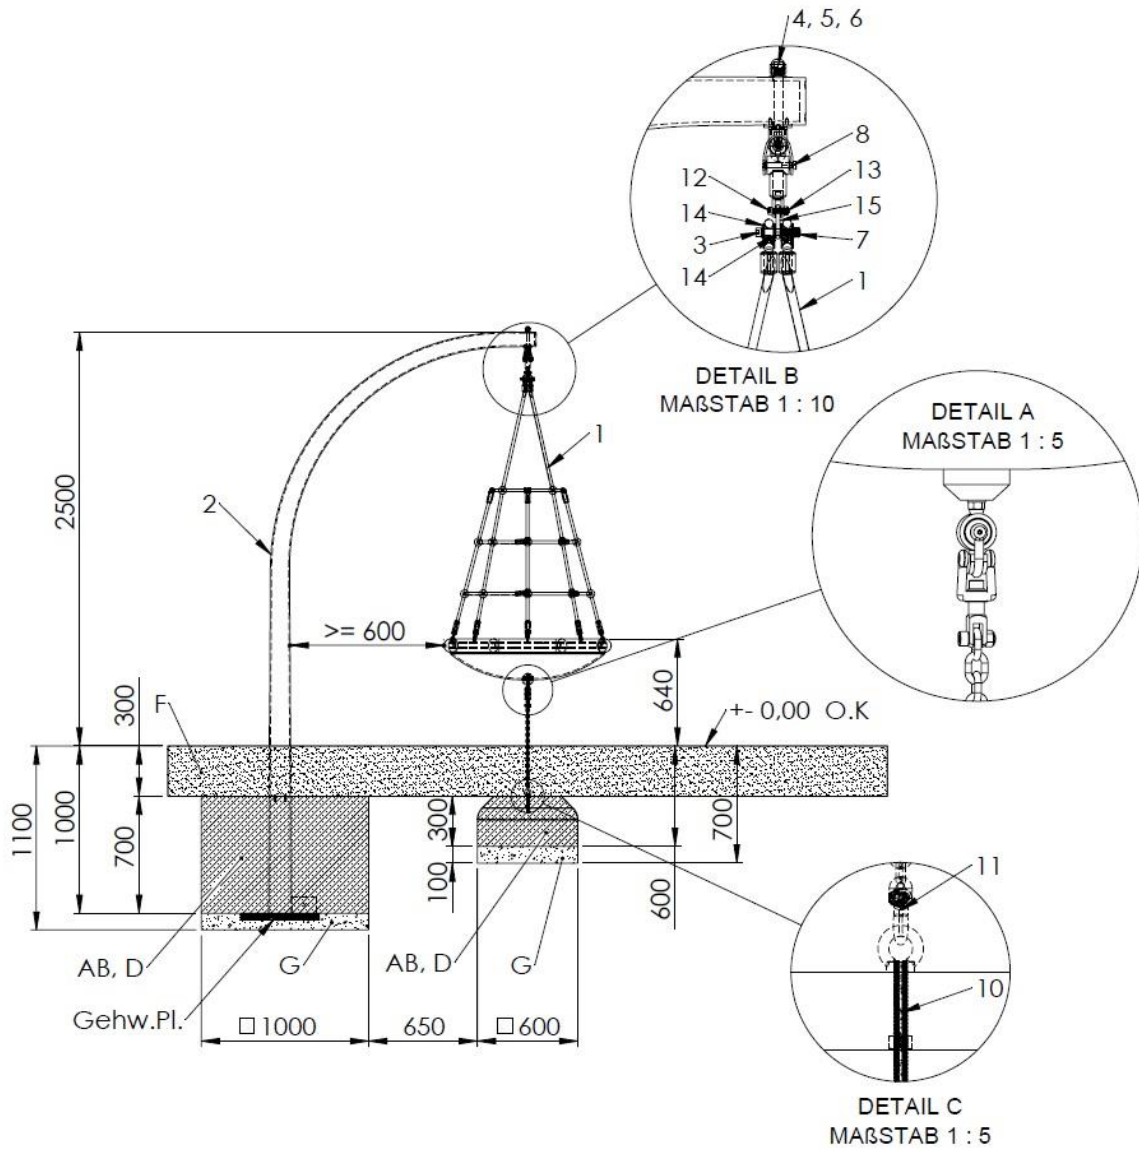 4, 5, 6
8
12
13
14
15
3
7
14
1
DETAIL B
MAßSTAB 1 : 10
DETAIL A
MAßSTAB 1 : 5
2500
2
1
>= 600
640
+- 0,00 O.K
F
300
1100
1000
700
300
100
700
600
AB, D
G
AB, D
G
Gehw.Pl.
□ 1000
650
□ 600
11
10
DETAIL C
MAßSTAB 1 : 5